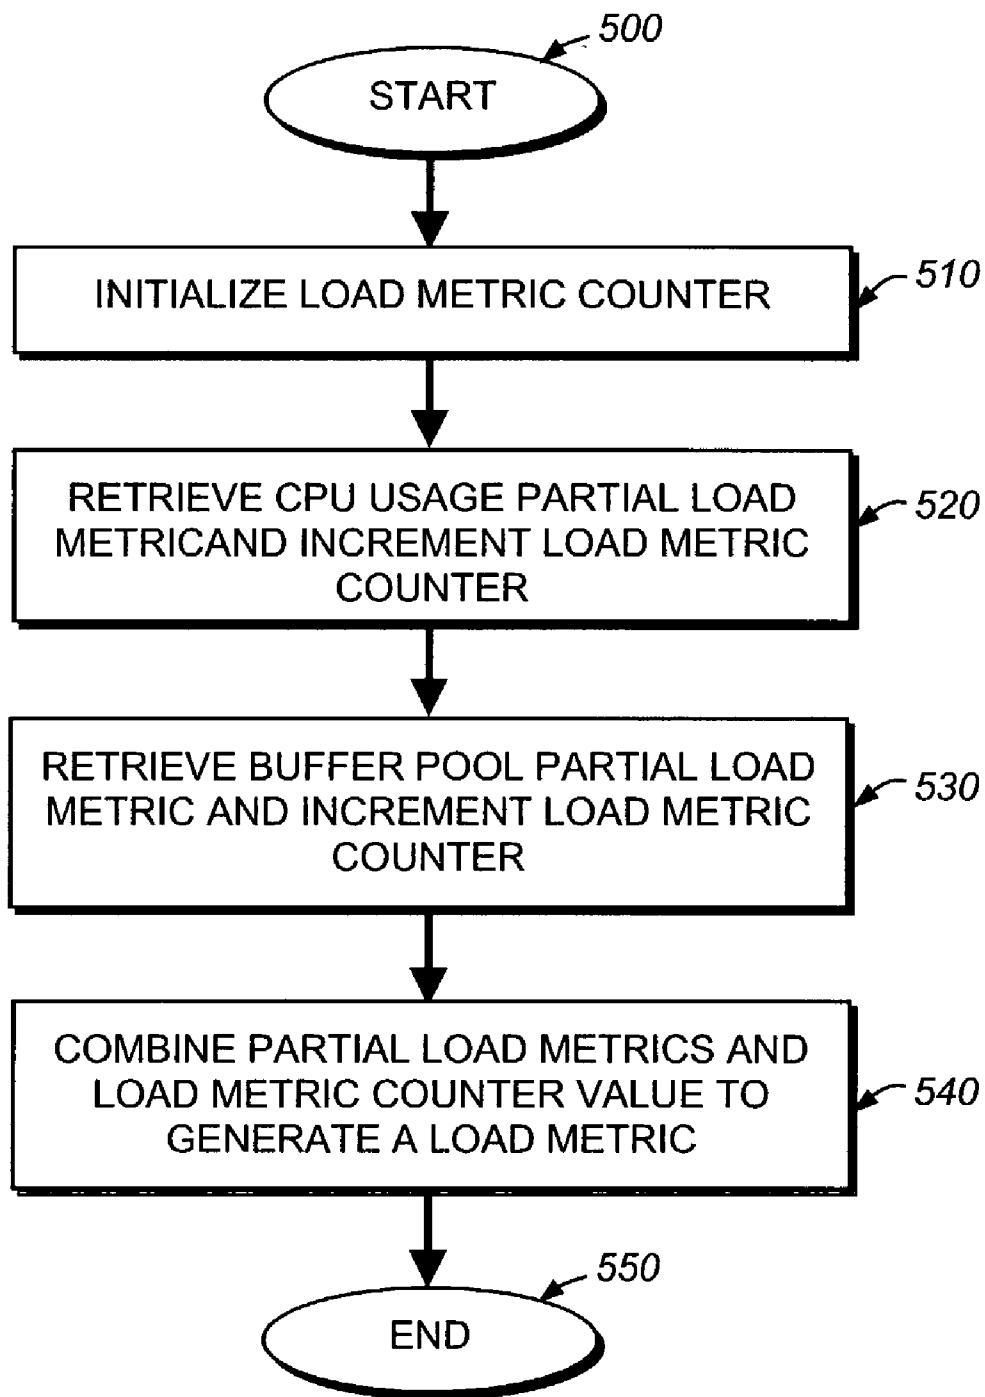 500
START
INITIALIZE LOAD METRIC COUNTER
510
RETRIEVE CPU USAGE PARTIAL LOAD
METRICAND INCREMENT LOAD METRIC
COUNTER
520
RETRIEVE BUFFER POOL PARTIAL LOAD
METRIC AND INCREMENT LOAD METRIC
COUNTER
530
COMBINE PARTIAL LOAD METRICS AND
LOAD METRIC COUNTER VALUE TO
GENERATE A LOAD METRIC
540
550
END